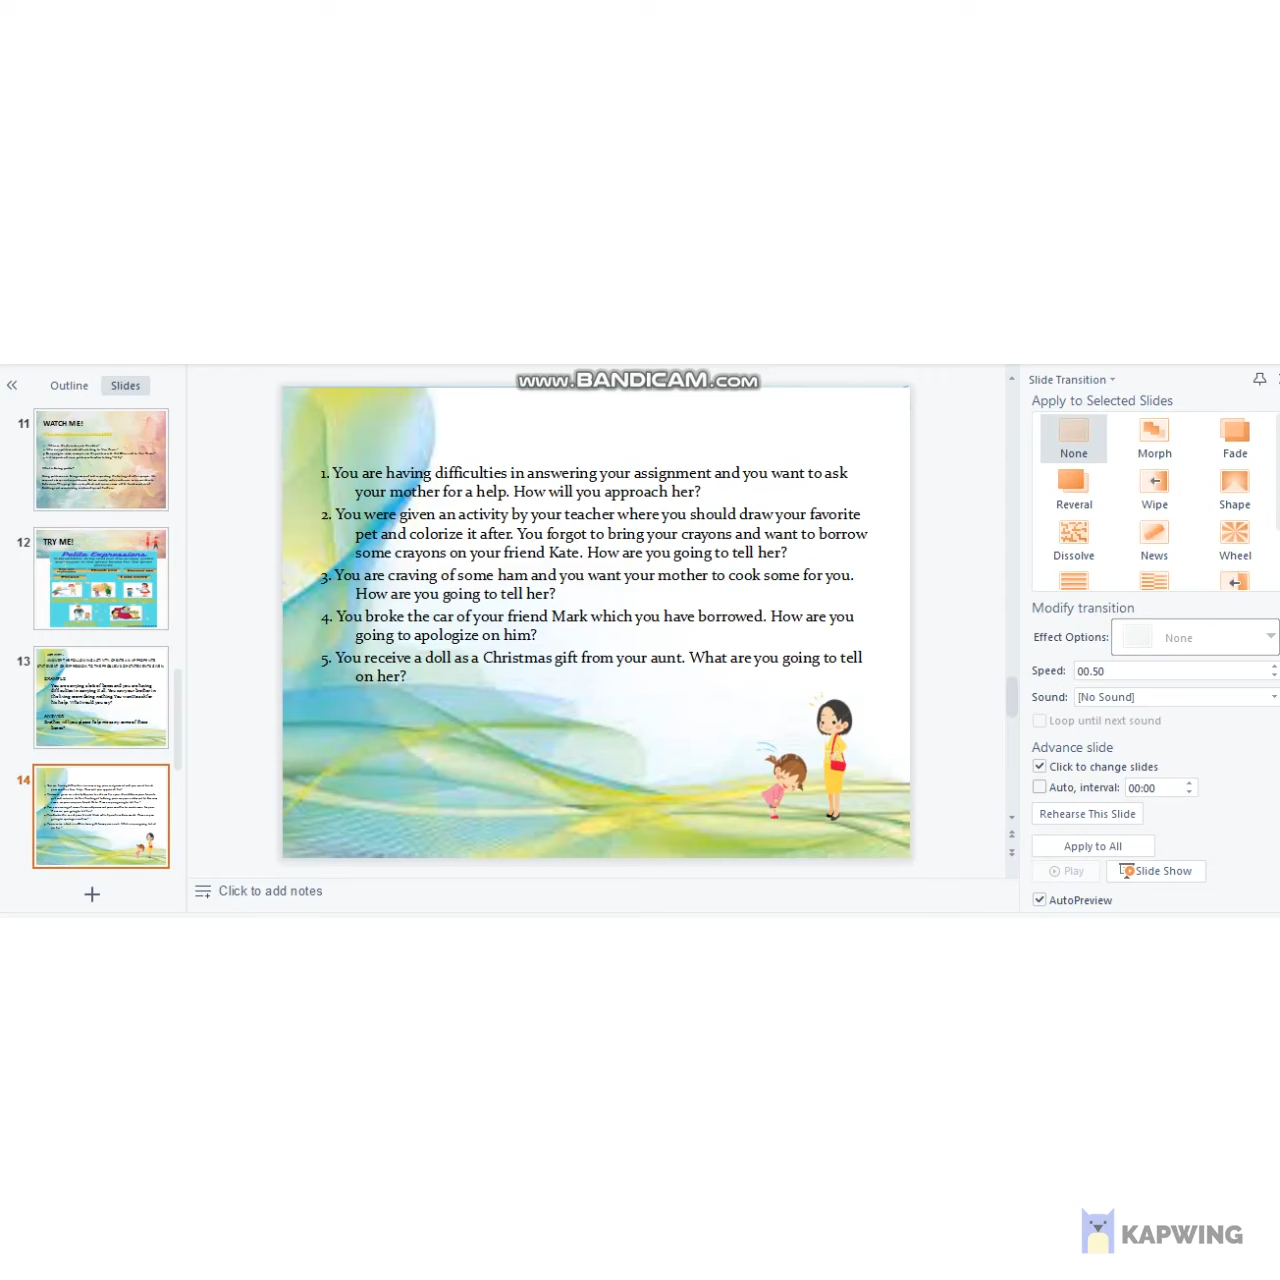 www.BANDICAM.com
Outline
Slides
11
WATCH ME!
12
TRY ME!
Polite Expressions
13
EXAMPLE
ANSWER
14
1. You are having difficulties in answering your assignment and you want to ask
your mother for a help. How will you approach her?
2. You were given an activity by your teacher where you should draw your favorite
pet and colorize it after. You forgot to bring your crayons and want to borrow
some crayons on your friend Kate. How are you going to tell her?
3. You are craving of some ham and you want your mother to cook some for you.
How are you going to tell her?
4. You broke the car of your friend Mark which you have borrowed. How are you
going to apologize on him?
5. You receive a doll as a Christmas gift from your aunt. What are you going to tell
on her?
Click to add notes
Slide Transition
Apply to Selected Slides
None Morph Fade
Reveral Wipe Shape
Dissolve News Wheel
Modify transition
Effect Options: None
Speed: 00.50
Sound: [No Sound]
Loop until next sound
Advance slide
Click to change slides
Auto, interval: 00:00
Rehearse This Slide
Apply to All
Play Slide Show
AutoPreview
KAPWING